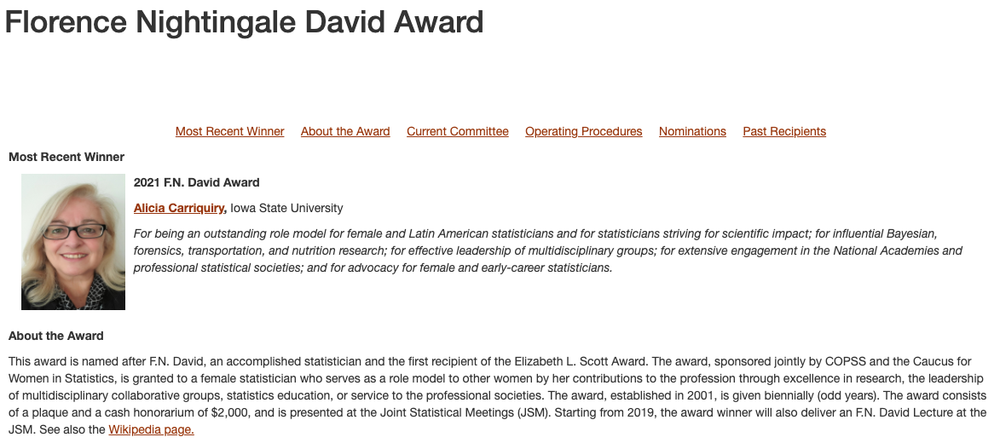 Florence Nightingale David Award
Most Recent Winner About the Award Current Committee Operating Procedures Nominations Past Recipients
Most Recent Winner
2021 F.N. David Award
Alicia Carriquiry, Iowa State University
For being an outstanding role model for female and Latin American statisticians and for statisticians striving for scientific impact; for influential Bayesian,
forensics, transportation, and nutrition research; for effective leadership of multidisciplinary groups; for extensive engagement in the National Academies and
professional statistical societies; and for advocacy for female and early-career statisticians.
About the Award
This award is named after F.N. David, an accomplished statistician and the first recipient of the Elizabeth L. Scott Award. The award, sponsored jointly by COPSS and the Caucus for
Women in Statistics, is granted to a female statistician who serves as a role model to other women by her contributions to the profession through excellence in research, the leadership
of multidisciplinary collaborative groups, statistics education, or service to the professional societies. The award, established in 2001, is given biennially (odd years). The award consists
of a plaque and a cash honorarium of $2,000, and is presented at the Joint Statistical Meetings (JSM). Starting from 2019, the award winner will also deliver an F.N. David Lecture at the
JSM. See also the Wikipedia page.